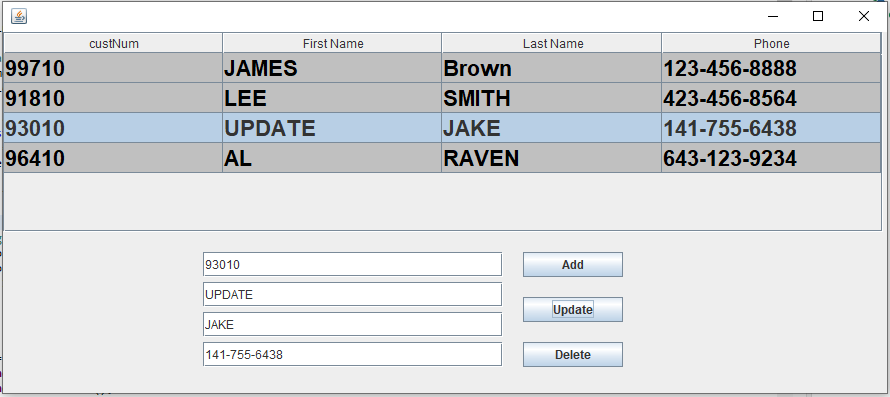 custNum First Name Last Name Phone
99710 JAMES Brown 123-456-8888
91810 LEE SMITH 423-456-8564
93010 UPDATE JAKE 141-755-6438
96410 AL RAVEN 643-123-9234
93010 Add
UPDATE
Update
JAKE
141-755-6438 Delete